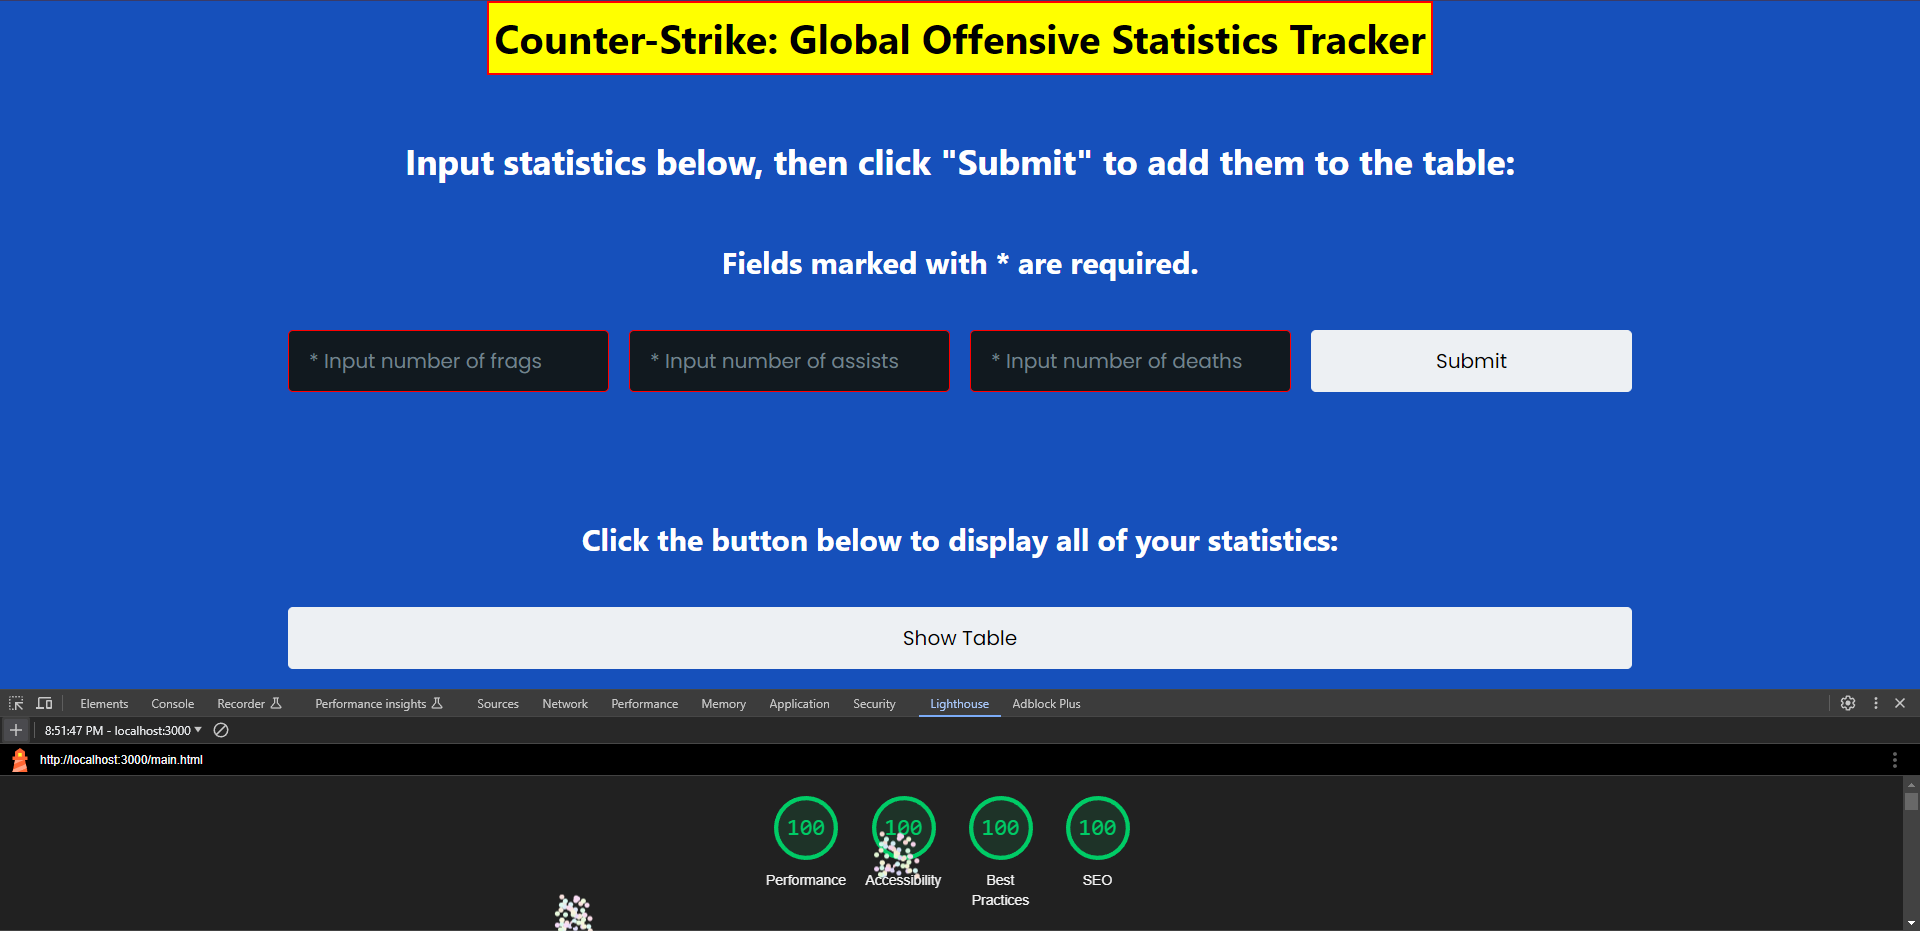 Counter-Strike: Global Offensive Statistics Tracker
Input statistics below, then click "Submit" to add them to the table:
Fields marked with * are required.
* Input number of frags
* Input number of assists
* Input number of deaths
Submit
Click the button below to display all of your statistics:
Show Table
Elements Console Recorder Performance insights Sources Network Performance Memory Application Security Lighthouse Adblock Plus
8:51:47 PM - localhost:3000
http://localhost:3000/main.html
100 100 100 100
Performance Accessibility Best SEO
Practices